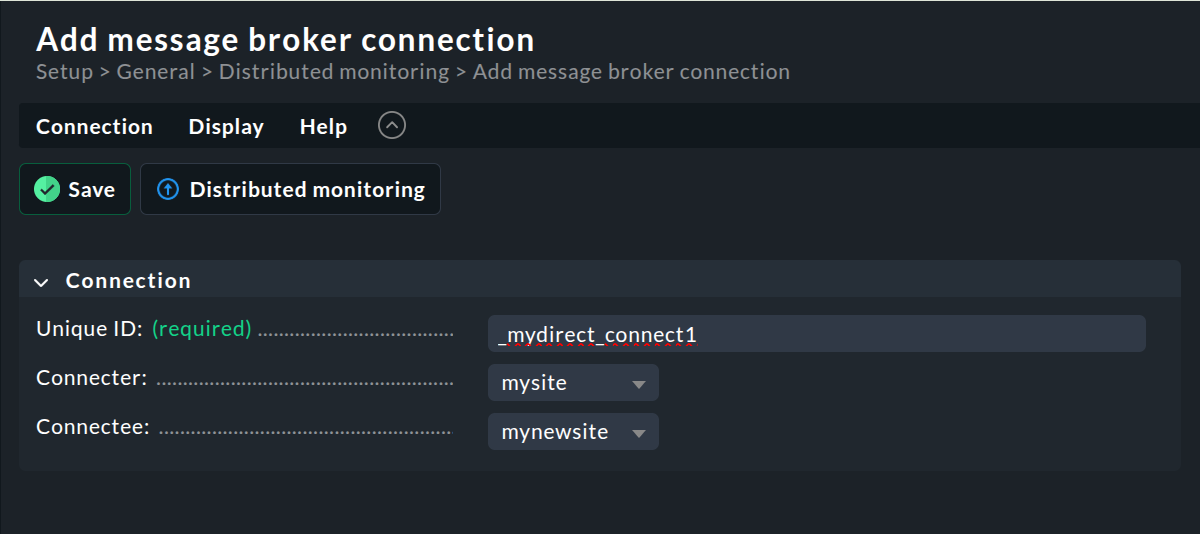 Add message broker connection
Setup > General > Distributed monitoring > Add message broker connection
Connection Display Help
Save Distributed monitoring
Connection
Unique ID: (required) _mydirect_connect1
Connecter: mysite
Connectee: mynewsite